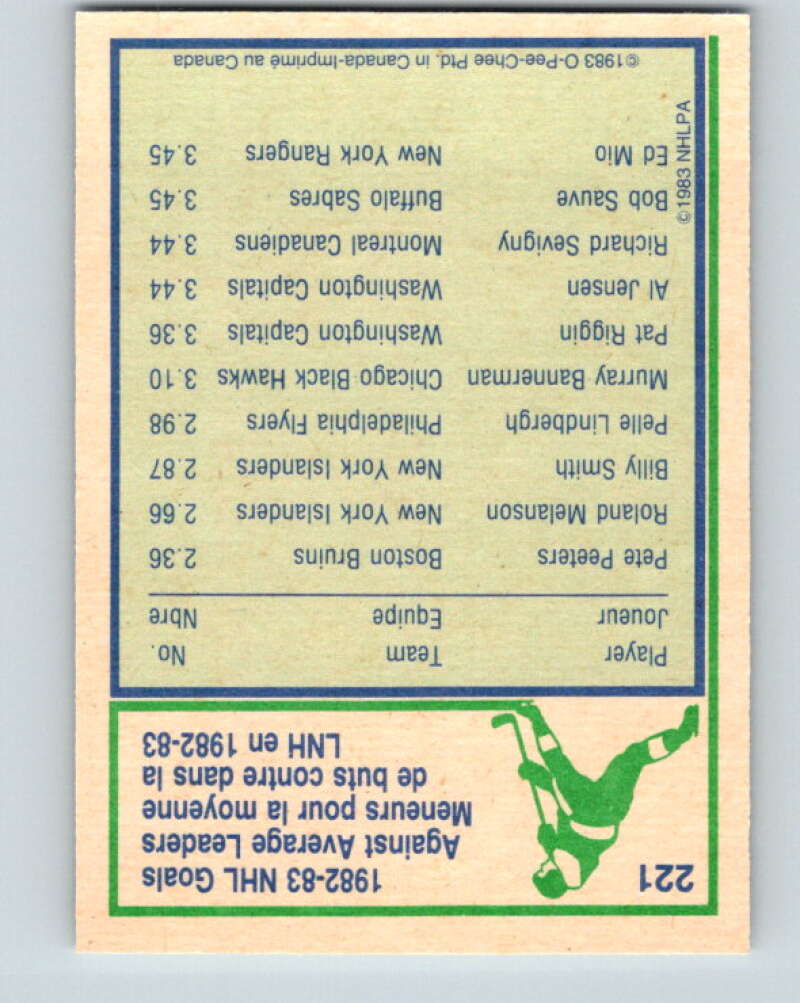 221
1982-83 NHL Goals
Against Average Leaders
Meneurs pour la moyenne
de buts contre dans la
LNH en 1982-83
Player Team No.
Joueur Equipe Nbre
Pete Peeters Boston Bruins 2.36
Roland Melanson New York Islanders 2.66
Billy Smith New York Islanders 2.87
Pelle Lindbergh Philadelphia Flyers 2.98
Murray Bannerman Chicago Black Hawks 3.10
Pat Riggin Washington Capitals 3.36
Al Jensen Washington Capitals 3.44
Richard Sevigny Montreal Canadiens 3.44
Bob Sauve Buffalo Sabres 3.45
Ed Mio New York Rangers 3.45
©1983 NHLPA
©1983 O-Pee-Chee Ptd. in Canada-Imprimé au Canada